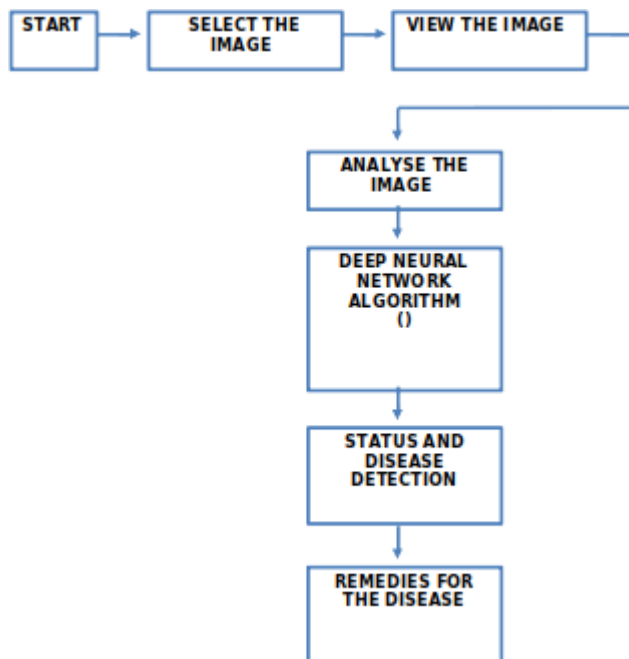 START
SELECT THE
IMAGE
VIEW THE IMAGE
ANALYSE THE
IMAGE
DEEP NEURAL
NETWORK
ALGORITHM
()
STATUS AND
DISEASE
DETECTION
REMEDIES FOR
THE DISEASE